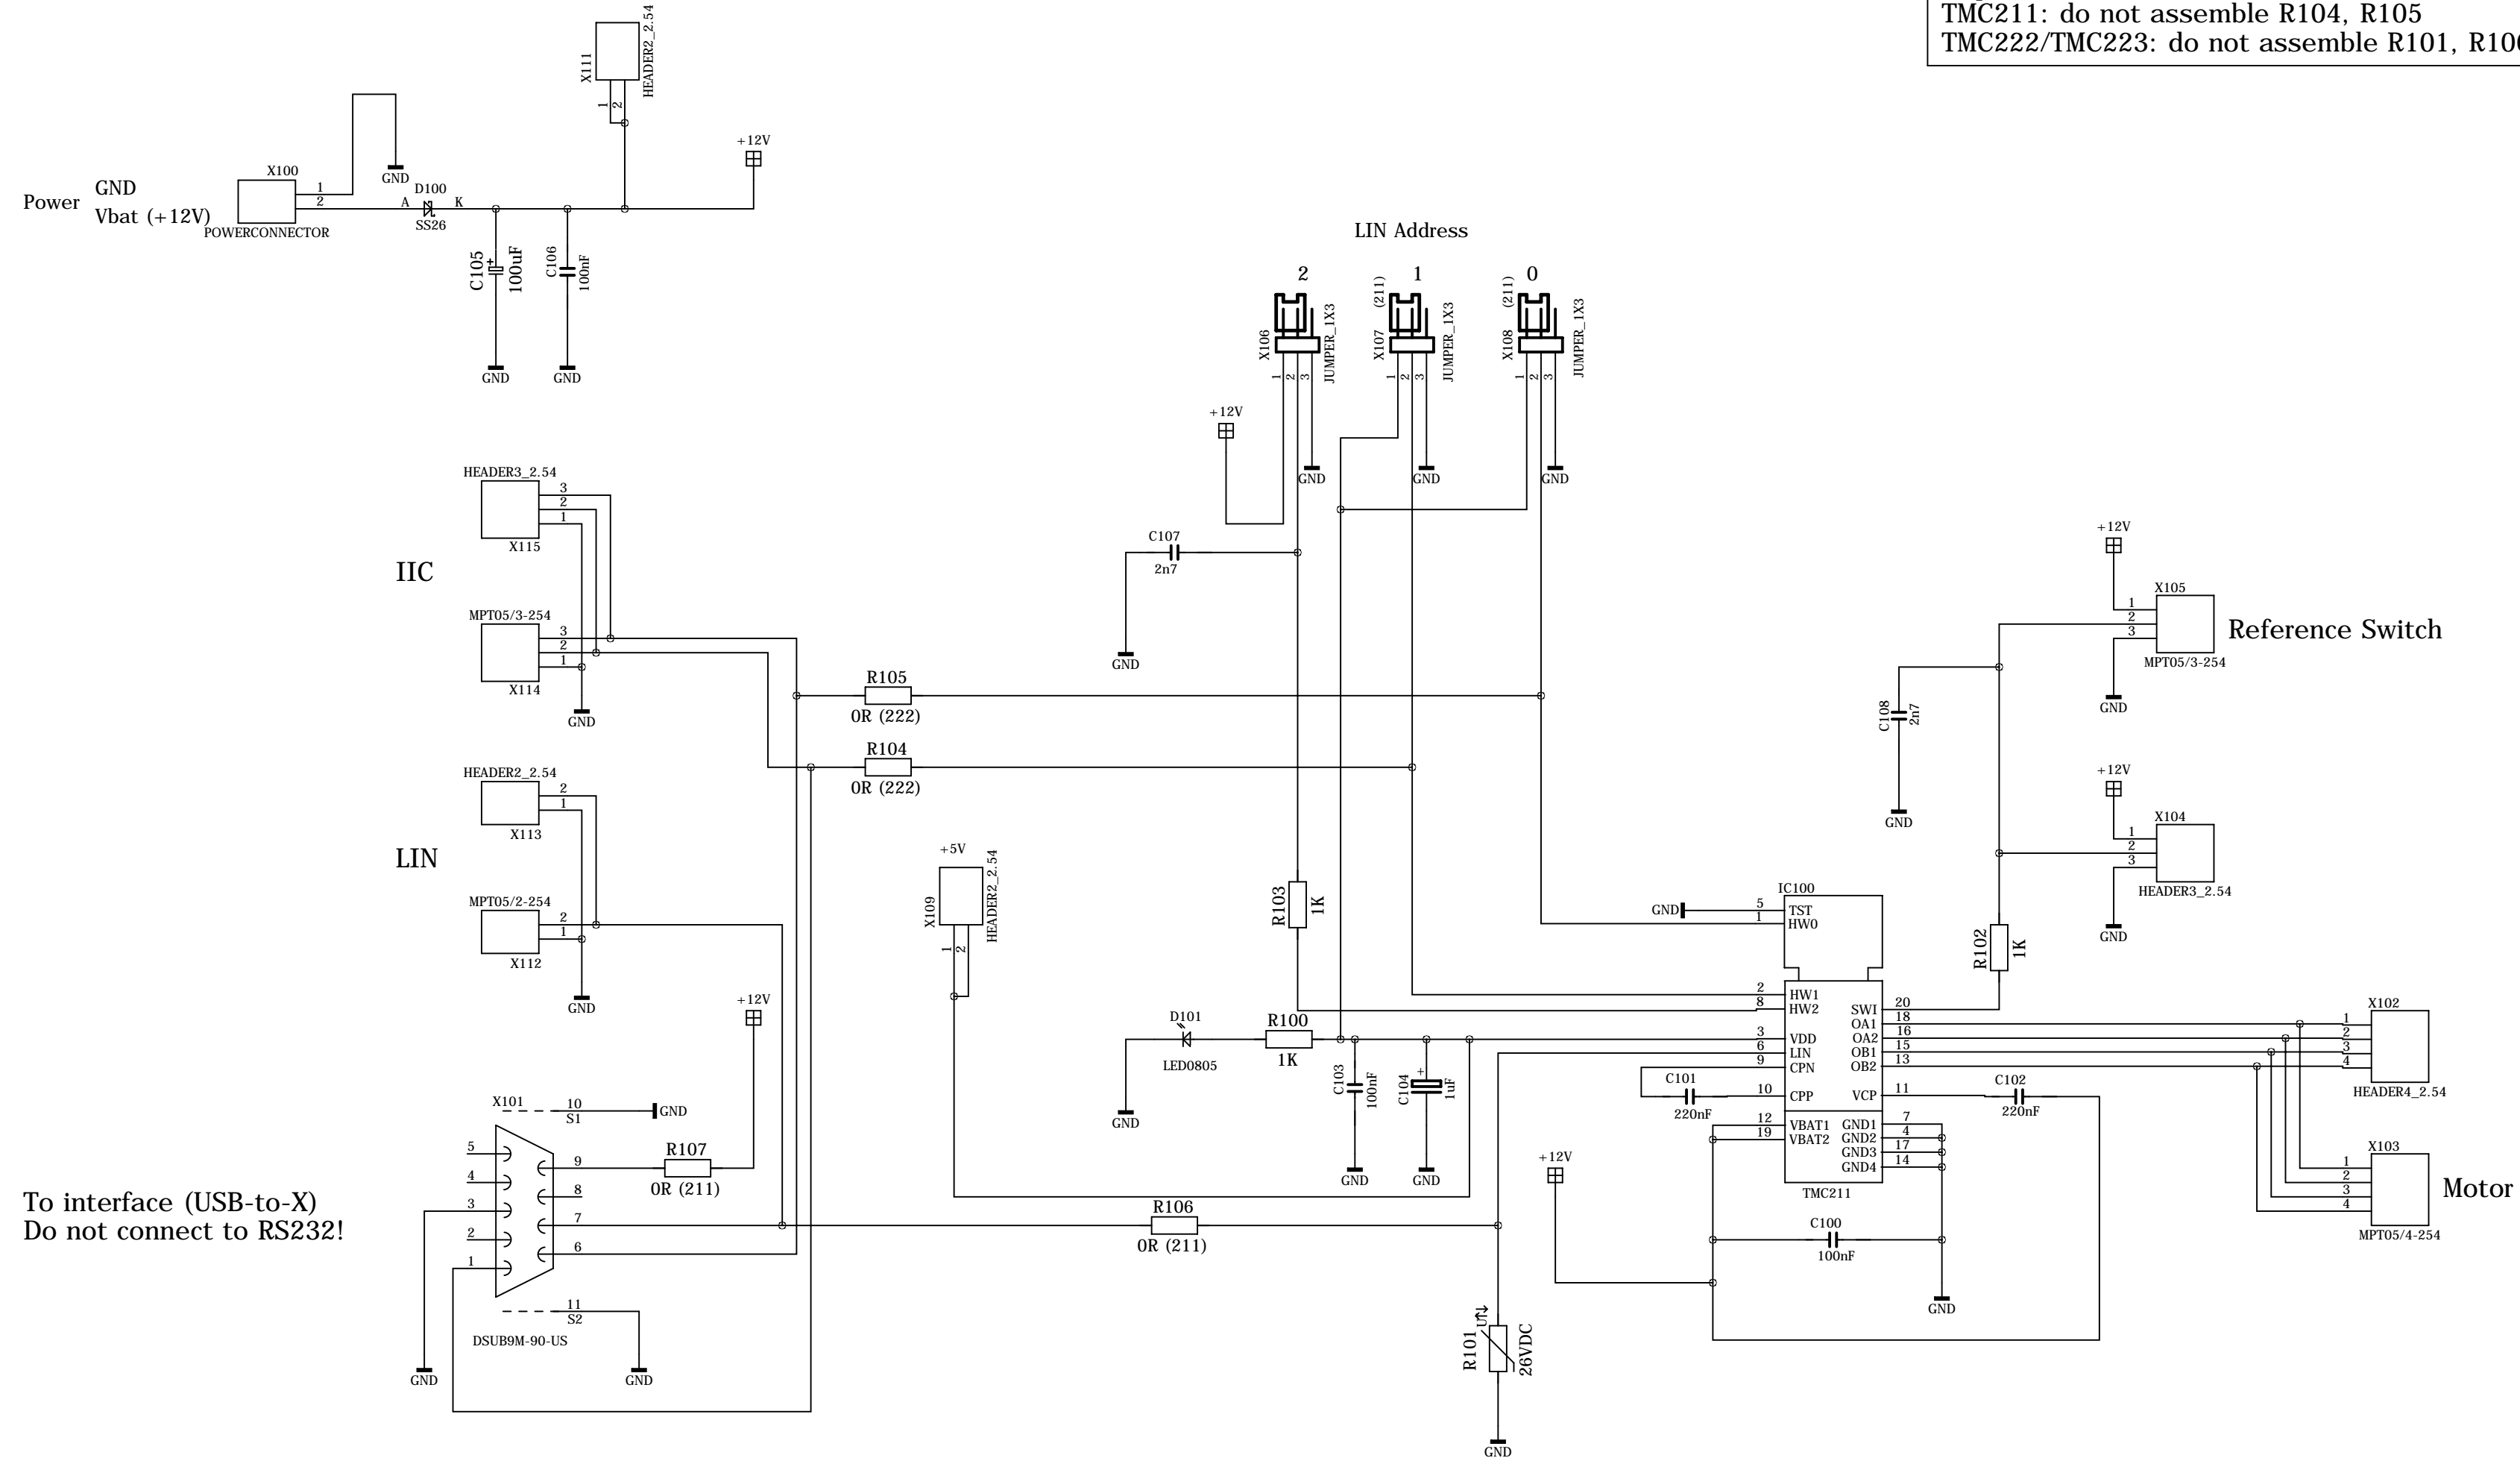 TMC211: do not assemble R104, R105
TMC222/TMC223: do not assemble R101, R10
X111
HEADER2_2.54
1
2
+12V
Power
GND
Vbat (+12V)
X100
1
2
POWERCONNECTOR
GND
D100
A
K
SS26
C105
+
100uF
C106
100nF
GND
GND
LIN Address
2
1
0
(211)
(211)
X106
JUMPER_1X3
X107
JUMPER_1X3
X108
JUMPER_1X3
1
2
3
1
2
3
1
2
3
+12V
GND
GND
GND
C107
2n7
GND
IIC
HEADER3_2.54
3
2
1
X115
MPT05/3-254
3
2
1
X114
GND
R105
0R (222)
R104
0R (222)
LIN
HEADER2_2.54
2
1
X113
MPT05/2-254
2
1
X112
GND
+5V
X109
HEADER2_2.54
1
2
R103
1K
+12V
X105
1
2
3
MPT05/3-254
Reference Switch
GND
C108
2n7
GND
+12V
X104
1
2
3
HEADER3_2.54
GND
R102
1K
IC100
GND
5
TST
1
HW0
2
HW1
8
HW2
3
VDD
6
LIN
9
CPN
10
CPP
12
VBAT1
19
VBAT2
SWI
20
OA1
18
OA2
16
OB1
15
OB2
13
VCP
11
GND1
7
GND2
4
GND3
17
GND4
14
TMC211
C101
220nF
C102
220nF
C100
100nF
GND
+12V
X102
1
2
3
4
HEADER4_2.54
X103
1
2
3
4
MPT05/4-254
Motor
D101
LED0805
R100
1K
GND
C103
100nF
C104
+
1uF
GND
GND
+12V
To interface (USB-to-X)
Do not connect to RS232!
X101
10
S1
GND
5
4
3
2
1
9
8
7
6
11
S2
DSUB9M-90-US
R107
0R (211)
GND
GND
R106
0R (211)
R101
U
26VDC
GND